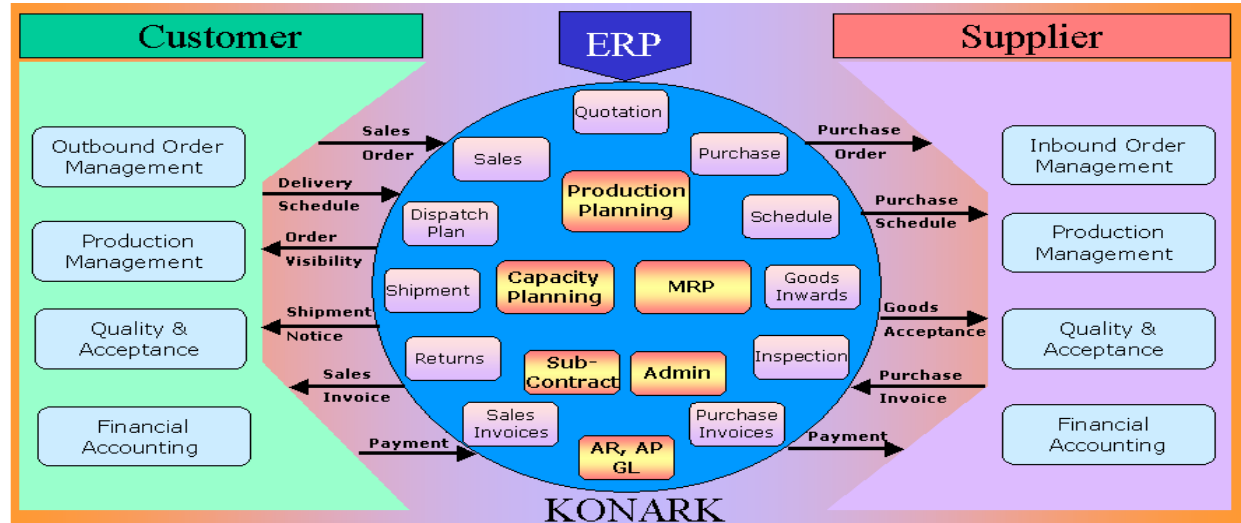 Customer
ERP
Supplier
Outbound Order
Management
Production
Management
Quality &
Acceptance
Financial
Accounting
Sales
Order
Delivery
Schedule
Order
Visibility
Shipment
Notice
Sales
Invoice
Payment
Quotation
Sales
Purchase
Production
Planning
Dispatch
Plan
Schedule
Shipment
Capacity
Planning
MRP
Goods
Inwards
Returns
Sub-
Contract
Admin
Inspection
Sales
Invoices
Purchase
Invoices
AR, AP
GL
KONARK
Purchase
Order
Purchase
Schedule
Goods
Acceptance
Purchase
Invoice
Payment
Inbound Order
Management
Production
Management
Quality &
Acceptance
Financial
Accounting